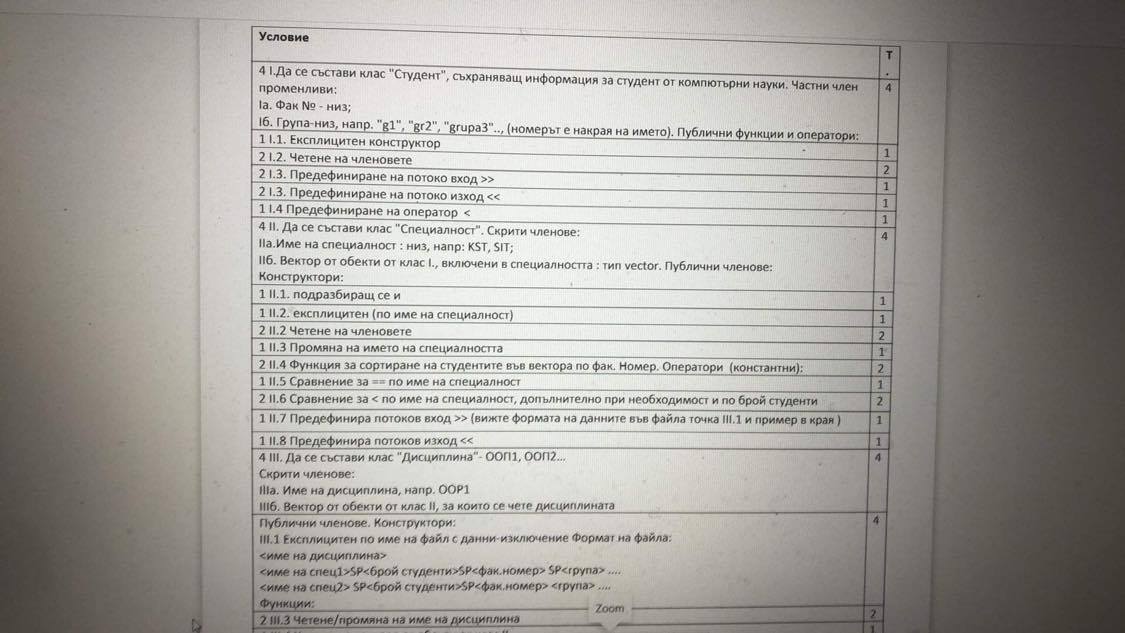 Условие
Т
.
4 I.Да се състави клас "Студент", съхраняващ информация за студент от компютърни науки. Частни член
4
променливи:
Iа. Фак № - низ;
Iб. Група-низ, напр. "g1", "gr2", "grupa3".., (номерът е накрая на името). Публични функции и оператори:
1 I.1. Експлицитен конструктор
1
2 I.2. Четене на членовете
2
2 I.3. Предефиниране на потоко вход >>
1
2 I.3. Предефиниране на потоко изход <<
1
1 I.4 Предефиниране на оператор <
1
4 II. Да се състави клас "Специалност". Скрити членове:
4
IIа.Име на специалност : низ, напр: KST, SIT;
IIб. Вектор от обекти от клас I., включени в специалността : тип vector. Публични членове:
Конструктори:
1 II.1. подразбиращ се и
1
1 II.2. експлицитен (по име на специалност)
1
2 II.2 Четене на членовете
2
1 II.3 Промяна на името на специалността
1
2 II.4 Функция за сортиране на студентите във вектора по фак. Номер. Оператори (константни):
2
1 II.5 Сравнение за == по име на специалност
1
2 II.6 Сравнение за < по име на специалност, допълнително при необходимост и по брой студенти
2
1 II.7 Предефинира потоков вход >> (вижте формата на данните във файла точка III.1 и пример в края )
1
1 II.8 Предефинира потоков изход <<
1
4 III. Да се състави клас "Дисциплина"- ООП1, ООП2...
4
Скрити членове:
IIIа. Име на дисциплина, напр. OOP1
IIIб. Вектор от обекти от клас II, за които се чете дисциплината
Публични членове. Конструктори:
4
III.1 Експлицитен по име на файл с данни-изключение Формат на файла:
<име на дисциплина>
<име на спец1>SP<брой студенти>SP<фак.номер> SP<група> ....
<име на спец2> SP<брой студенти>SP<фак.номер> <група> ....
Функции:
Zoom
2 III.3 Четене/промяна на име на дисциплина
2
1